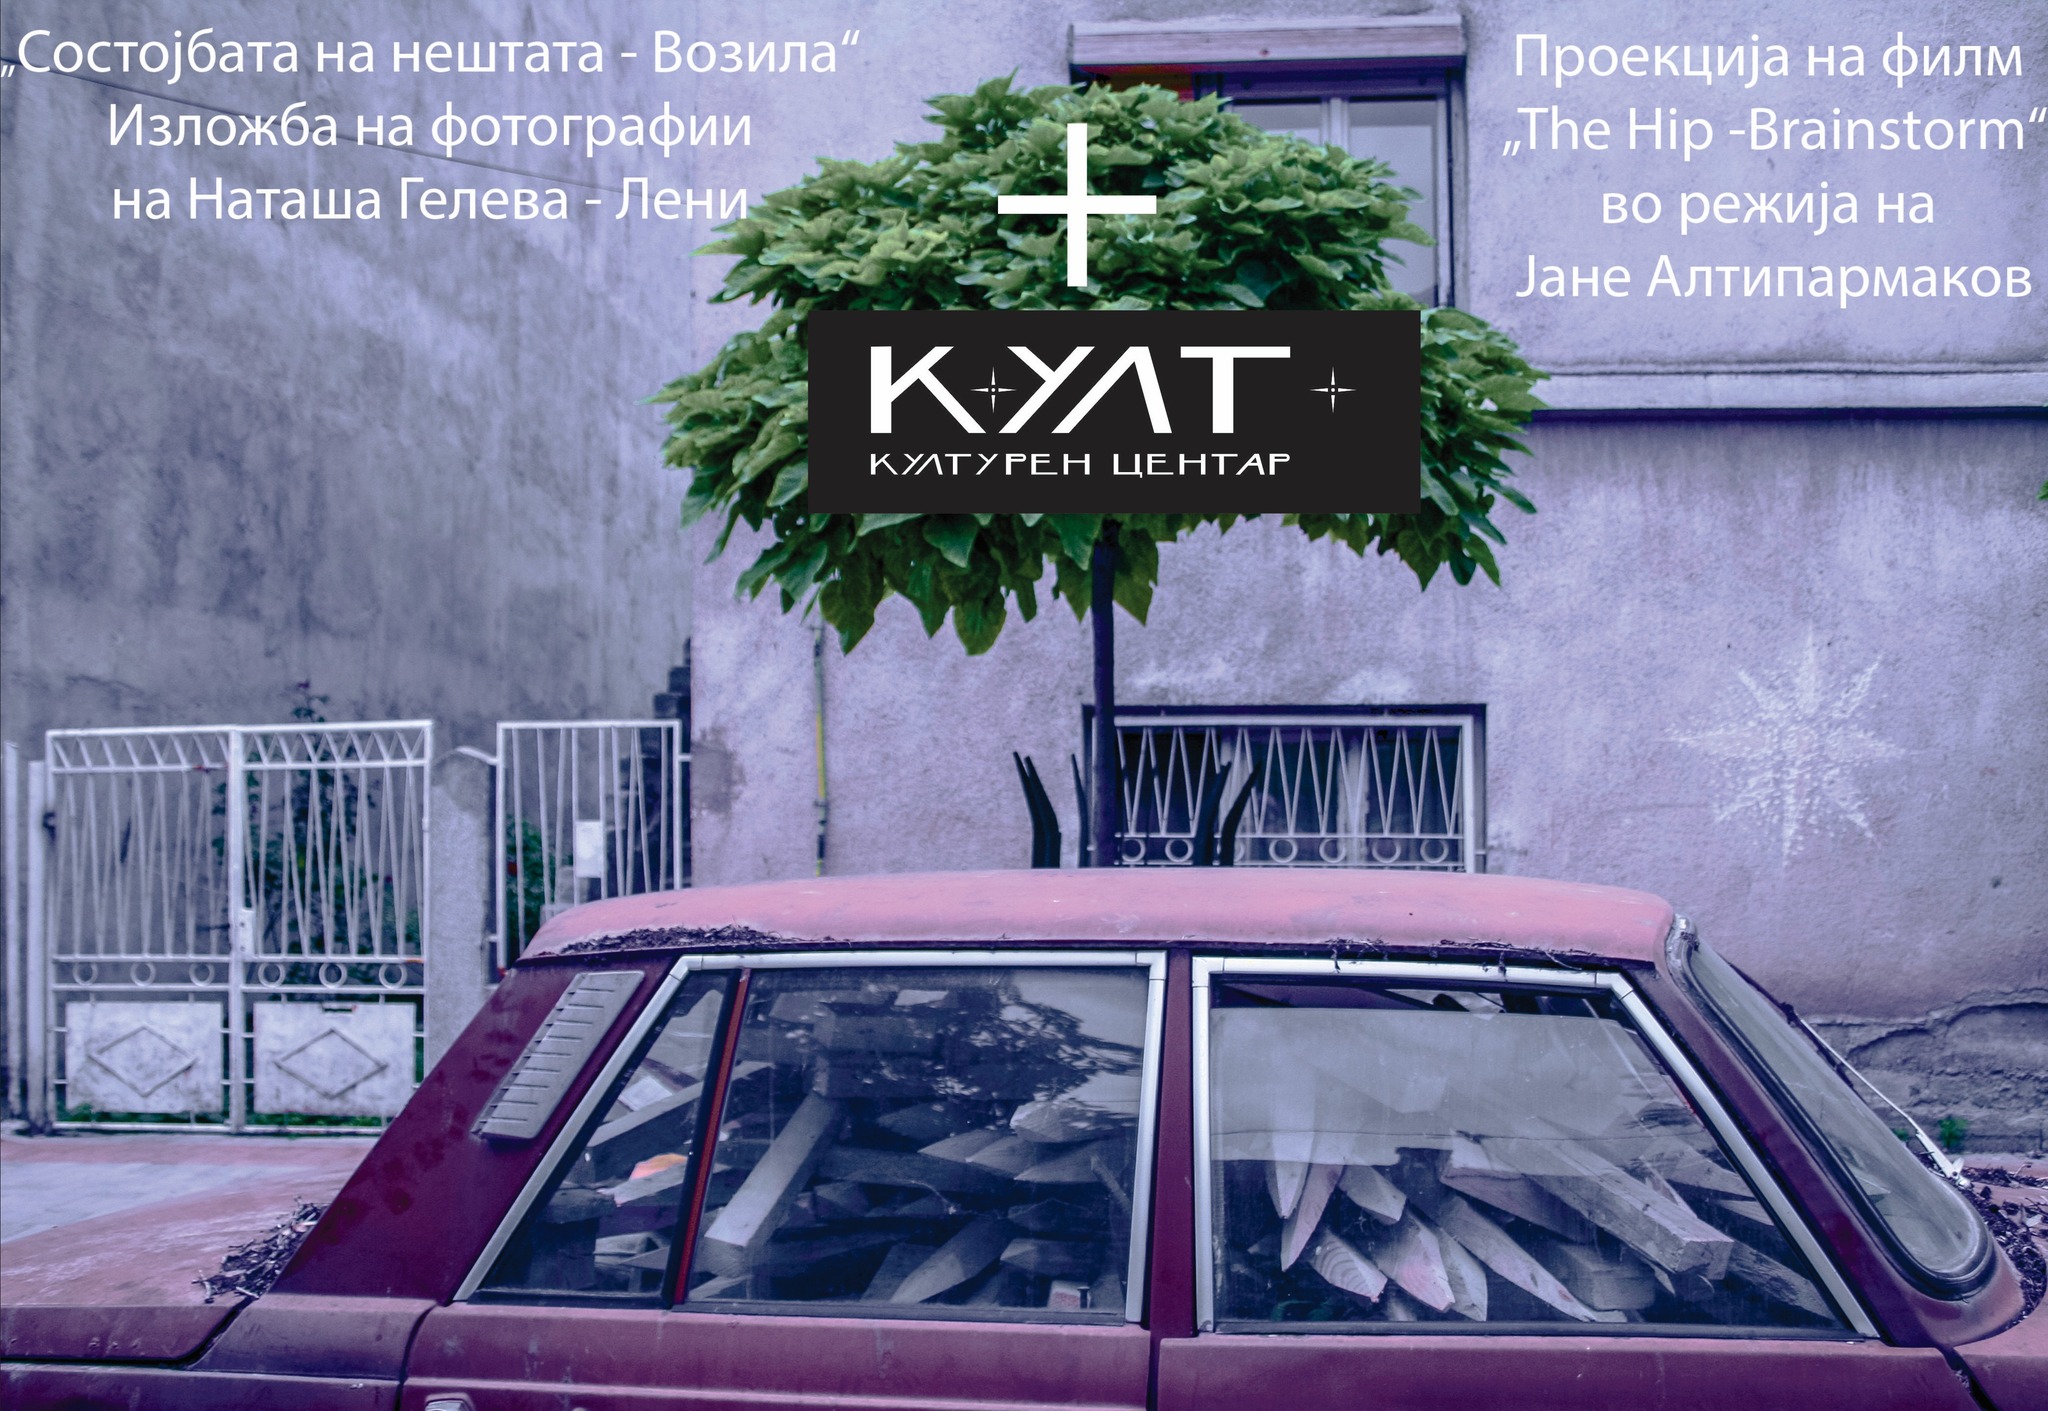 „Состојбата на нештата - Возила“
Изложба на фотографии
на Наташа Гелева - Лени
Проекција на филм
„The Hip -Brainstorm“
во режија на
Јане Алтипармаков
+
КУЛТ
КУЛТУРЕН ЦЕНТАР